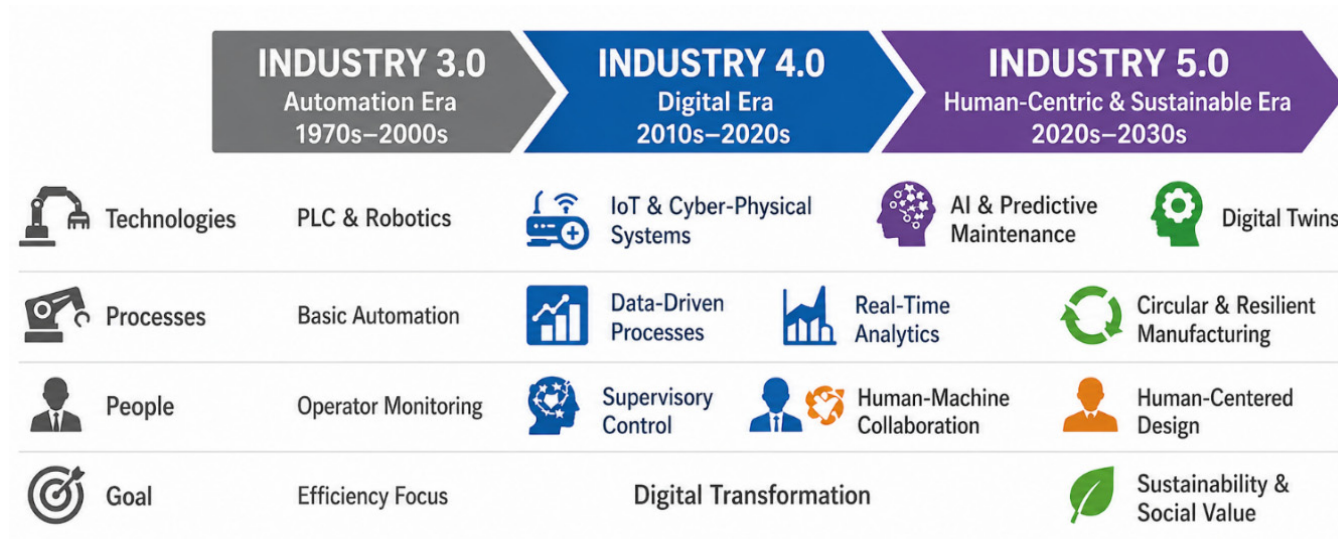 INDUSTRY 3.0
Automation Era
1970s–2000s
INDUSTRY 4.0
Digital Era
2010s–2020s
INDUSTRY 5.0
Human-Centric & Sustainable Era
2020s–2030s
Technologies
PLC & Robotics
IoT & Cyber-Physical
Systems
AI & Predictive
Maintenance
Digital Twins
Processes
Basic Automation
Data-Driven
Processes
Real-Time
Analytics
Circular & Resilient
Manufacturing
People
Operator Monitoring
Supervisory
Control
Human-Machine
Collaboration
Human-Centered
Design
Goal
Efficiency Focus
Digital Transformation
Sustainability &
Social Value